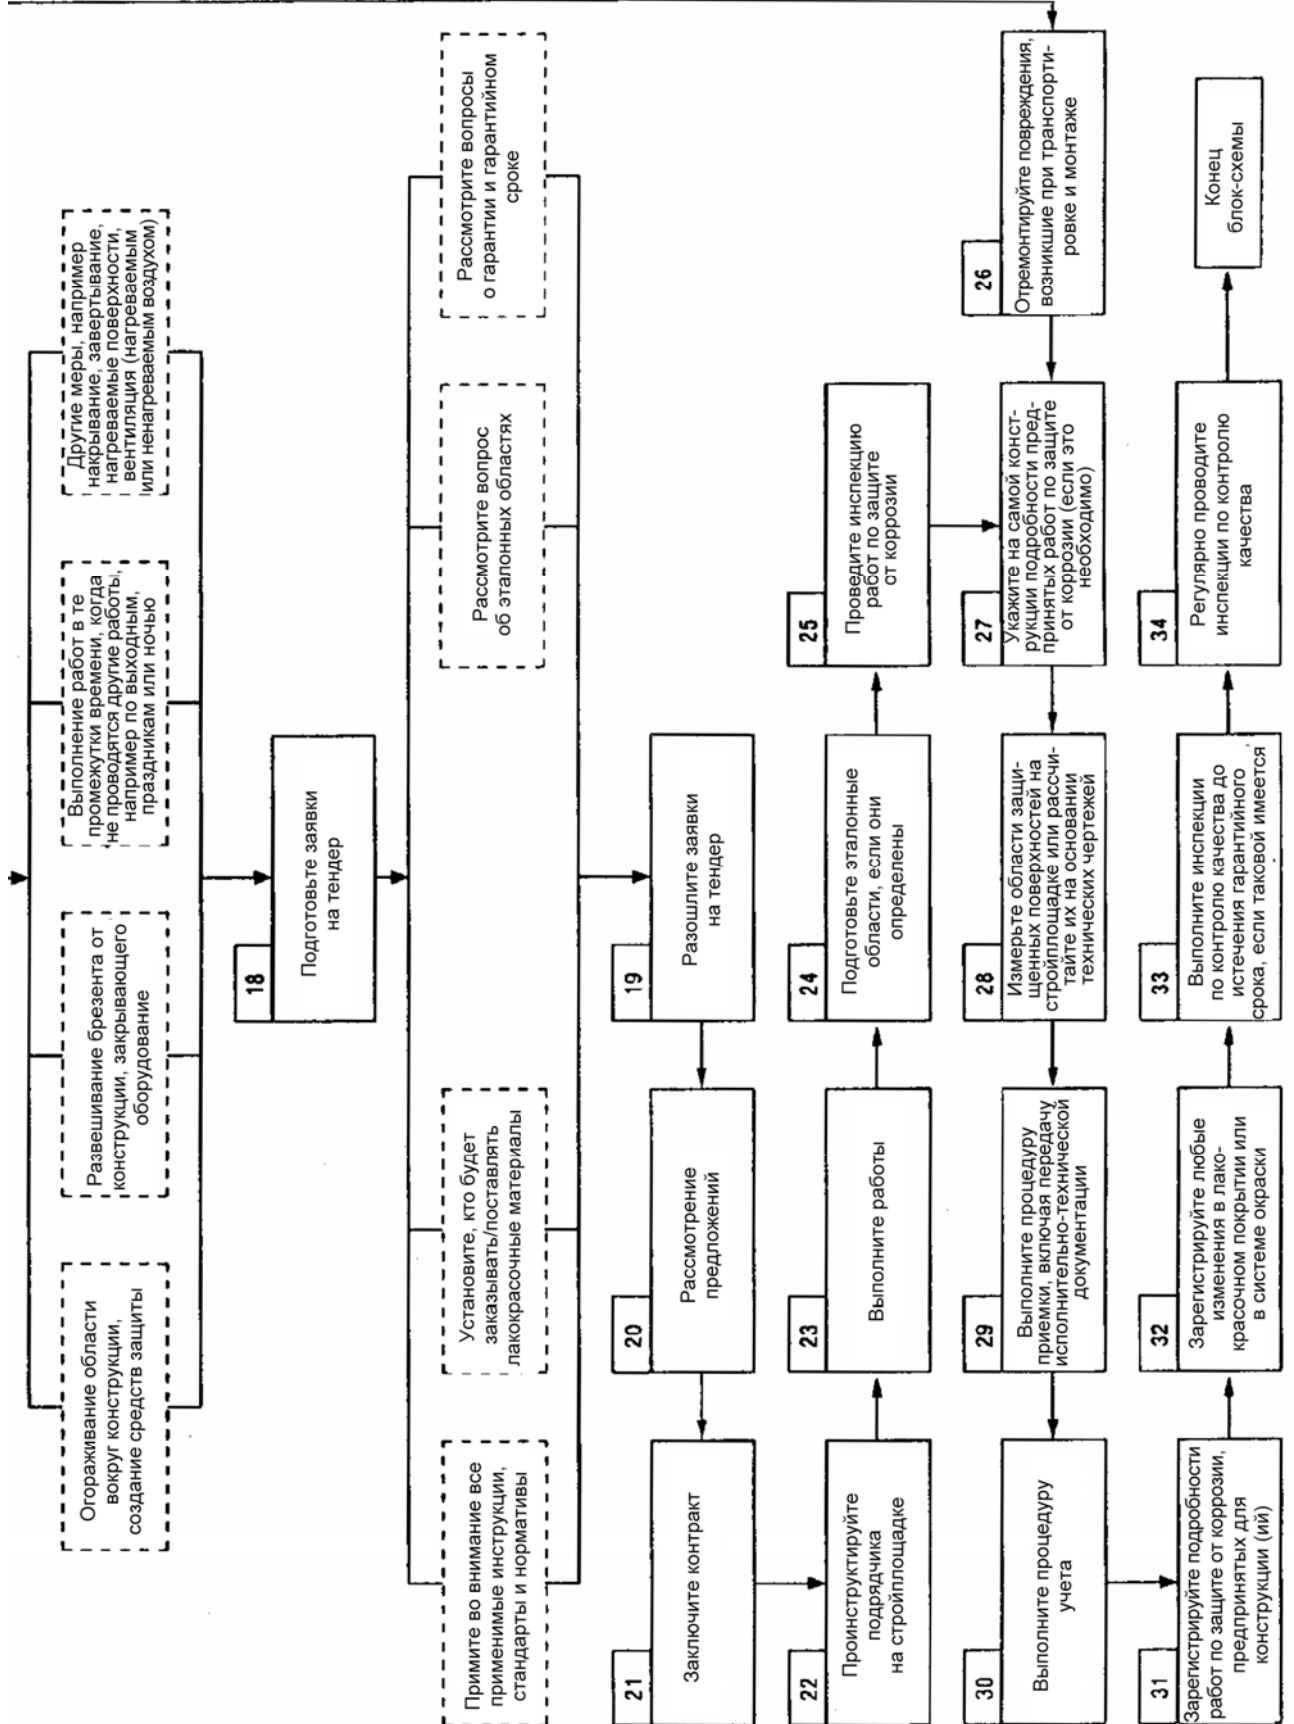 Огораживание области
вокруг конструкции,
создание средств защиты
Развешивание брезента от
конструкции, закрывающего
оборудование
Выполнение работ в те
промежутки времени, когда
не проводятся другие работы,
например по выходным,
праздникам или ночью
Другие меры, например
накрывание, завертывание,
нагреваемые поверхности,
вентиляция (нагреваемым
или ненагреваемым воздухом)
18
Подготовьте заявки
на тендер
Примите во внимание все
применимые инструкции,
стандарты и нормативы
Установите, кто будет
заказывать/поставлять
лакокрасочные материалы
Рассмотрите вопрос
об эталонных областях
Рассмотрите вопросы
о гарантии и гарантийном
сроке
19
Разошлите заявки
на тендер
20
Рассмотрение
предложений
21
Заключите контракт
22
Проинструктируйте
подрядчика
на стройплощадке
23
Выполните работы
24
Подготовьте эталонные
области, если они
определены
25
Проведите инспекцию
работ по защите
от коррозии
26
Отремонтируйте повреждения,
возникшие при транспорти-
ровке и монтаже
27
Укажите на самой конст-
рукции подробности пред-
принятых работ по защите
от коррозии (если это
необходимо)
28
Измерьте области защи-
щенных поверхностей на
стройплощадке или рассчи-
тайте их на основании
технических чертежей
29
Выполните процедуру
приемки, включая передачу
исполнительно-технической
документации
30
Выполните процедуру
учета
31
Зарегистрируйте подробности
работ по защите от коррозии,
предпринятых для
конструкции (ий)
32
Зарегистрируйте любые
изменения в лако-
красочном покрытии или
в системе окраски
33
Выполните инспекции
по контролю качества до
истечения гарантийного
срока, если таковой имеется
34
Регулярно проводите
инспекции по контролю
качества
Конец
блок-схемы